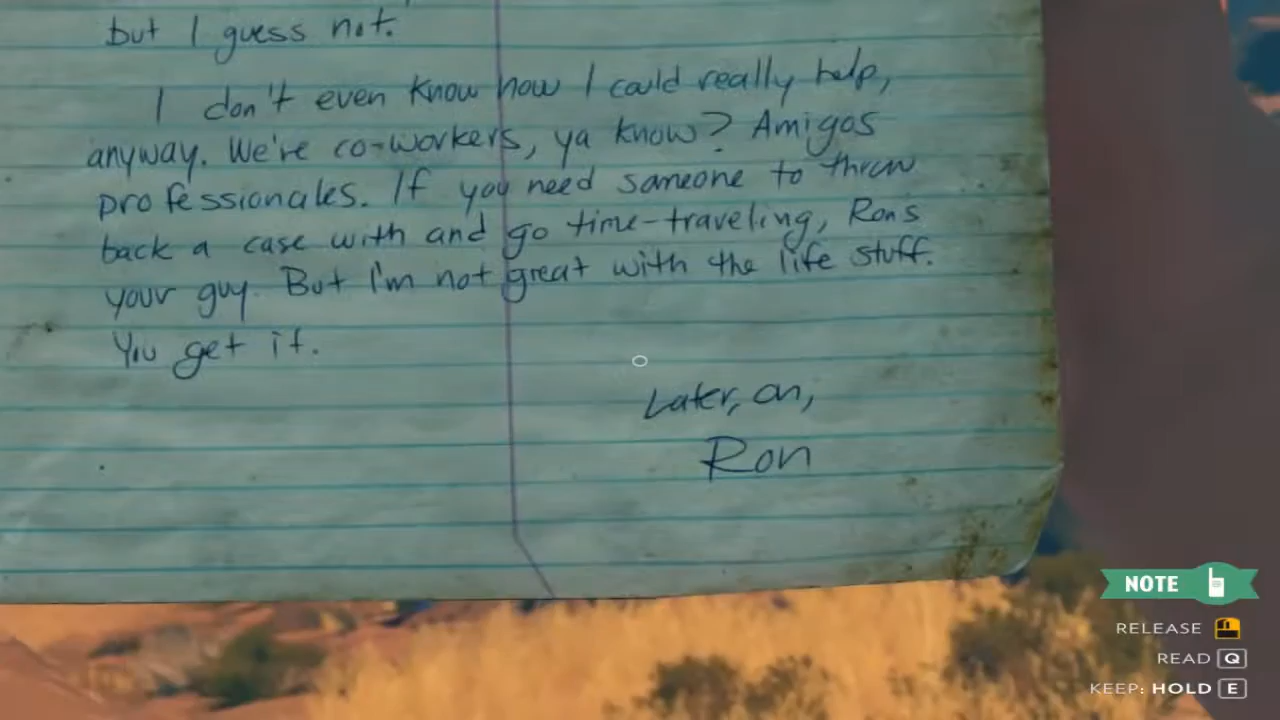 but I guess not.
I don't even know how I could really help,
anyway. We're co-workers, ya know? Amigos
professionales. If you need someone to throw
back a case with and go time-traveling, Rons
your guy. But I'm not great with the life stuff.
You get it.
Later, on,
Ron
NOTE
RELEASE
READ Q
KEEP: HOLD E